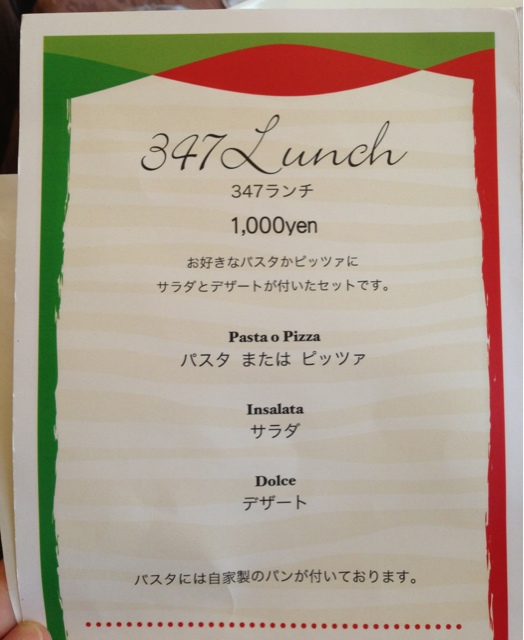 347 Lunch
347ランチ
1,000yen
お好きなパスタかピッツァに
サラダとデザートが付いたセットです。
Pasta o Pizza
パスタ または ピッツァ
Insalata
サラダ
Dolce
デザート
パスタには自家製のパンが付いております。